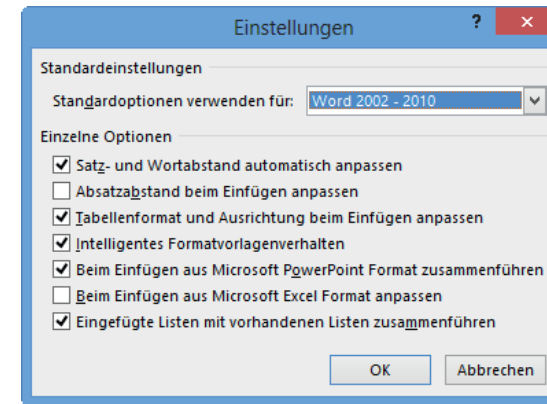 Einstellungen ? ×
Standardeinstellungen
Standardoptionen verwenden für: Word 2002 - 2010
Einzelne Optionen
Satz- und Wortabstand automatisch anpassen
Absatzabstand beim Einfügen anpassen
Tabellenformat und Ausrichtung beim Einfügen anpassen
Intelligentes Formatvorlagenverhalten
Beim Einfügen aus Microsoft PowerPoint Format zusammenführen
Beim Einfügen aus Microsoft Excel Format anpassen
Eingefügte Listen mit vorhandenen Listen zusammenführen
OK Abbrechen